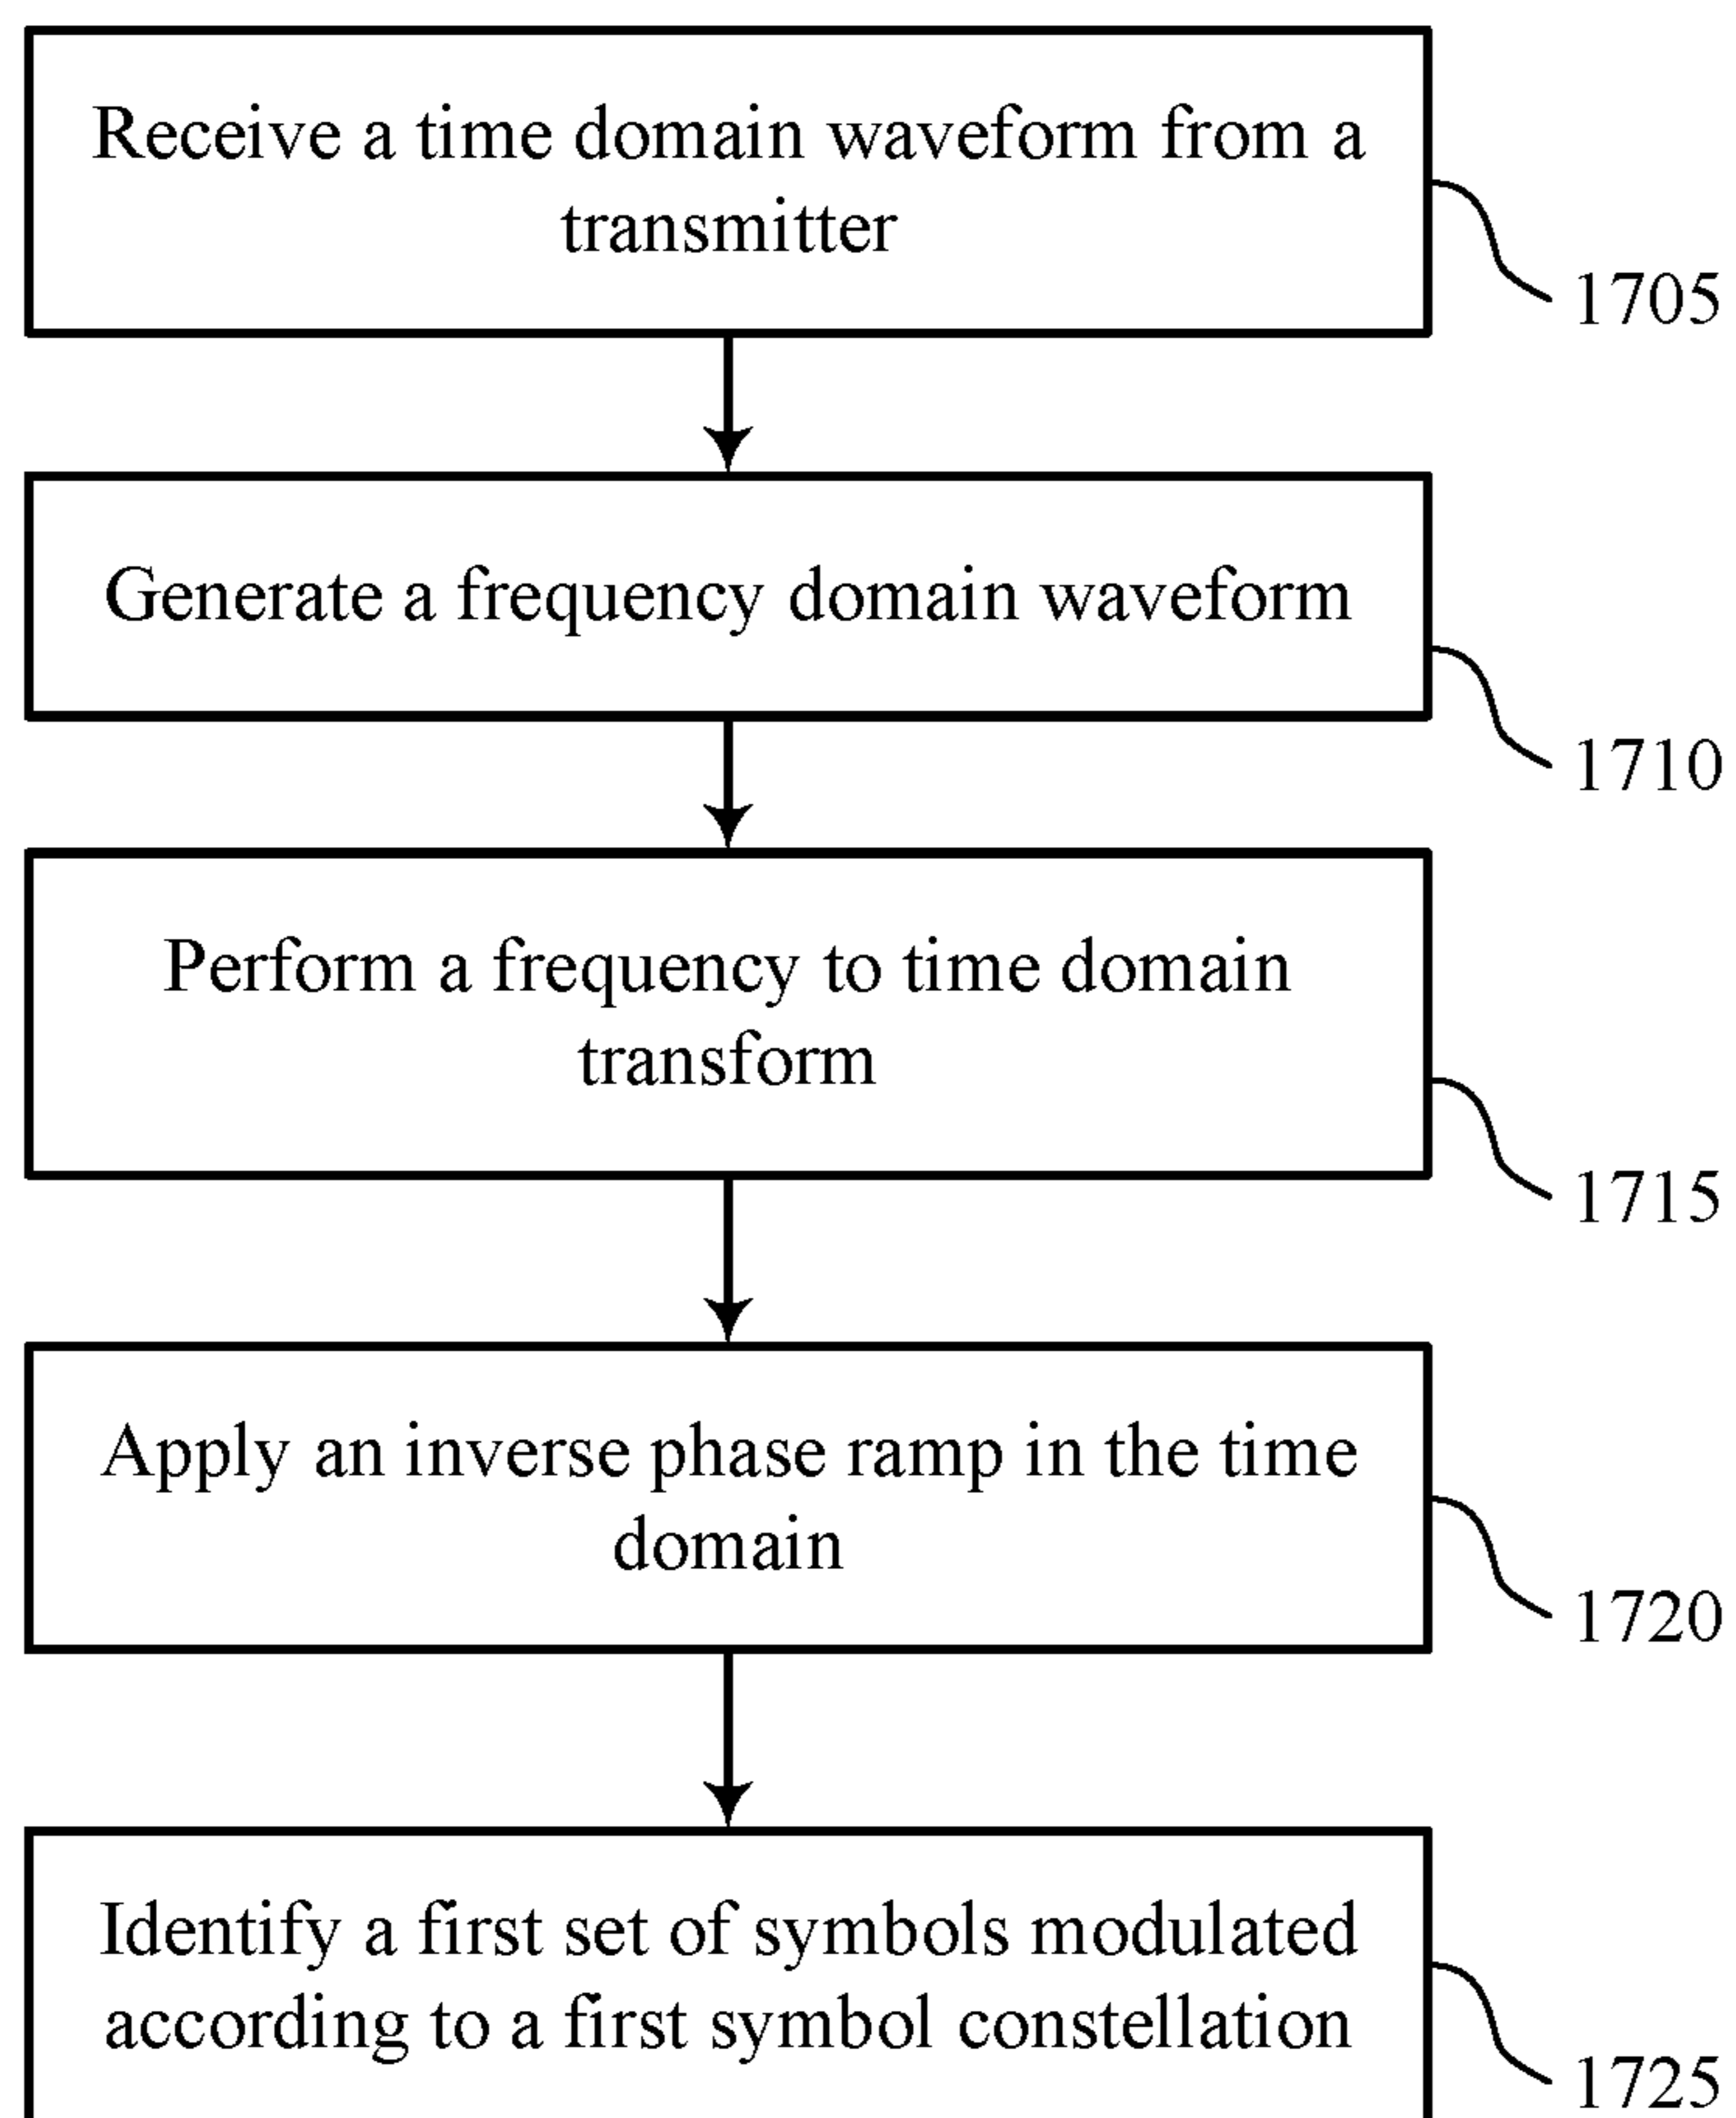 Receive a time domain waveform from a
transmitter
1705
Generate a frequency domain waveform
1710
Perform a frequency to time domain
transform
1715
Apply an inverse phase ramp in the time
domain
1720
Identify a first set of symbols modulated
according to a first symbol constellation
1725